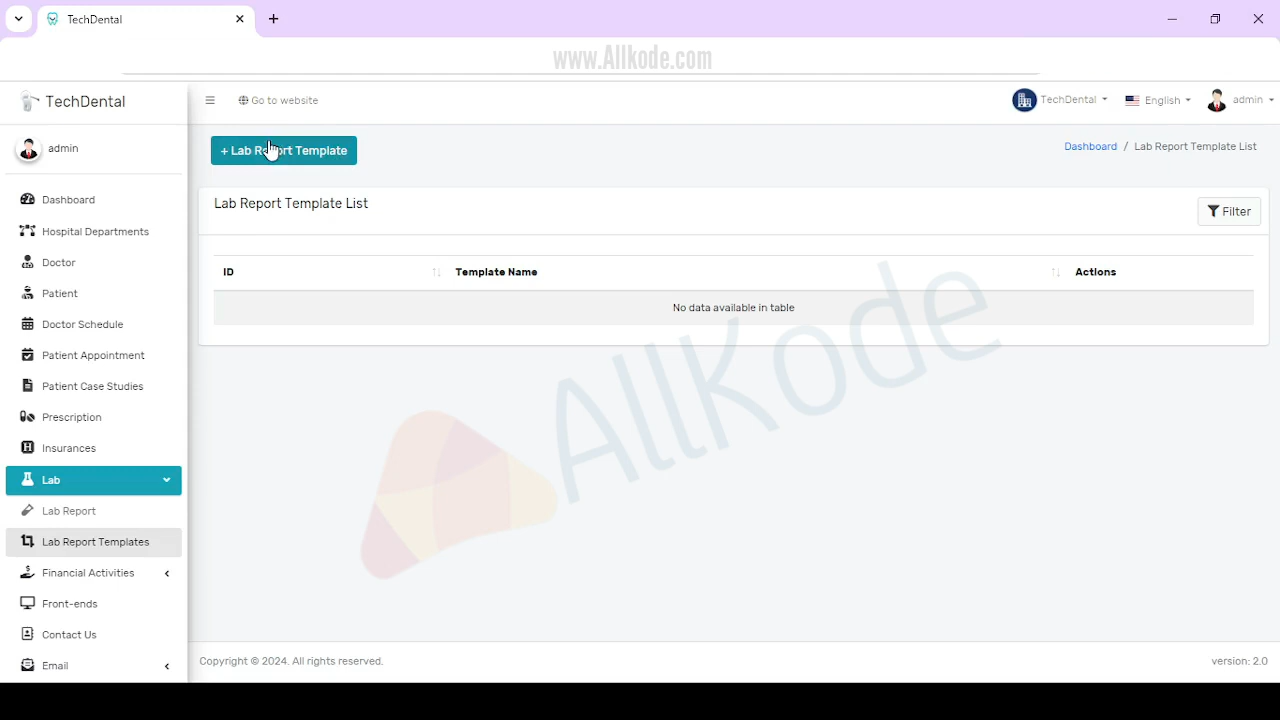 TechDental
www.Allkode.com
TechDental
Go to website
TechDental
English
admin
admin
+ Lab Report Template
Dashboard / Lab Report Template List
Dashboard
Hospital Departments
Doctor
Patient
Doctor Schedule
Patient Appointment
Patient Case Studies
Prescription
Insurances
Lab
Lab Report
Lab Report Templates
Financial Activities
Front-ends
Contact Us
Email
Lab Report Template List
Filter
ID Template Name Actions
No data available in table
AllKode
Copyright © 2024. All rights reserved.
version: 2.0